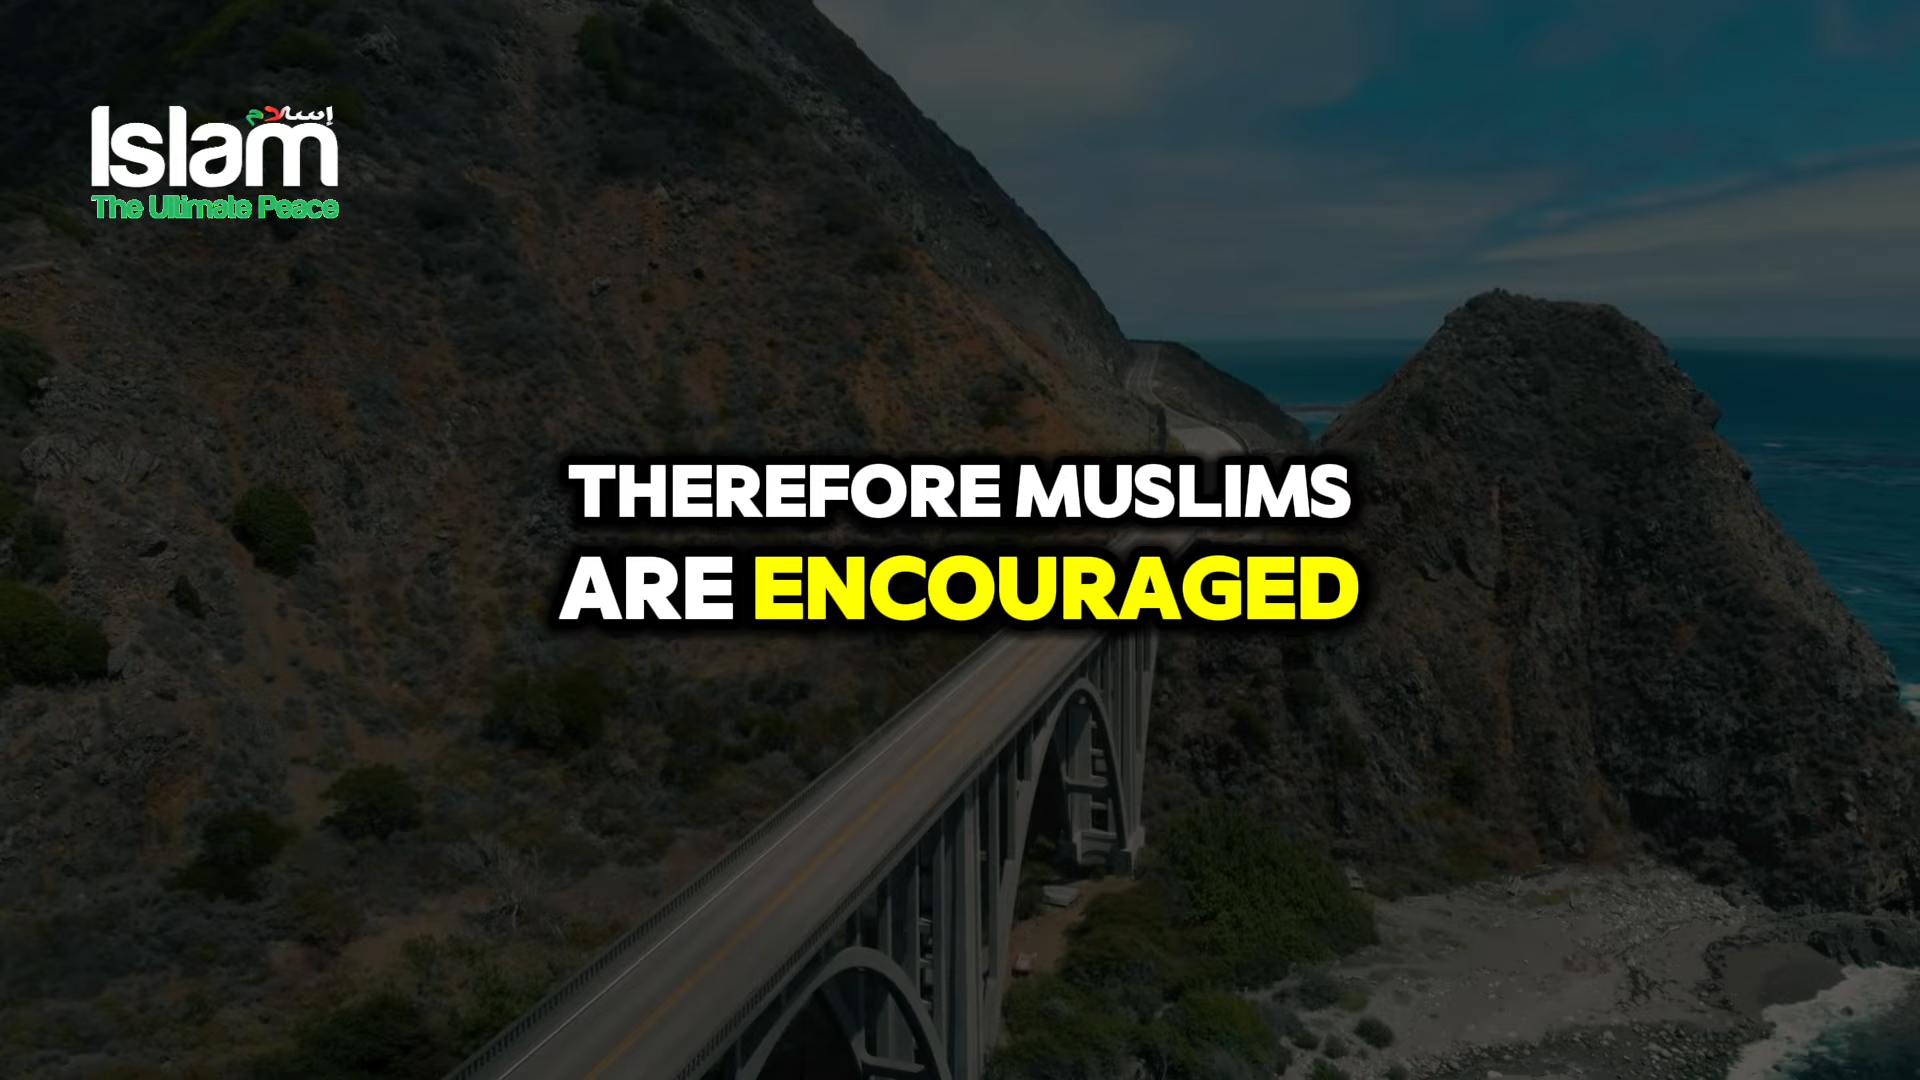 إسلام
Islam
The Ultimate Peace
THEREFORE MUSLIMS
ARE ENCOURAGED